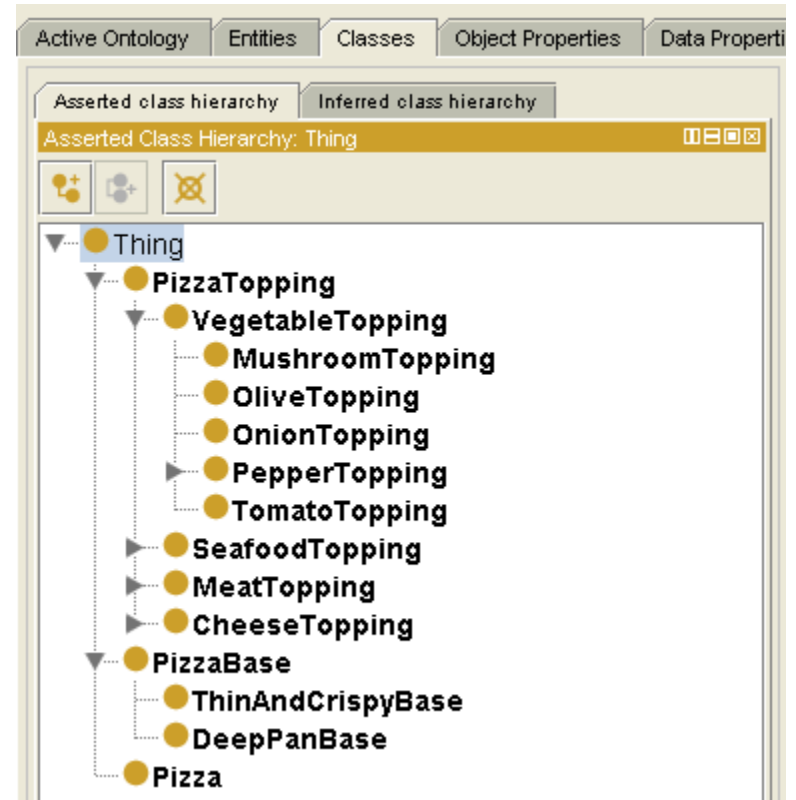 Active Ontology Entities Classes Object Properties Data Properti
Asserted class hierarchy Inferred class hierarchy
Asserted Class Hierarchy: Thing
Thing
PizzaTopping
VegetableTopping
MushroomTopping
OliveTopping
OnionTopping
PepperTopping
TomatoTopping
SeafoodTopping
MeatTopping
CheeseTopping
PizzaBase
ThinAndCrispyBase
DeepPanBase
Pizza